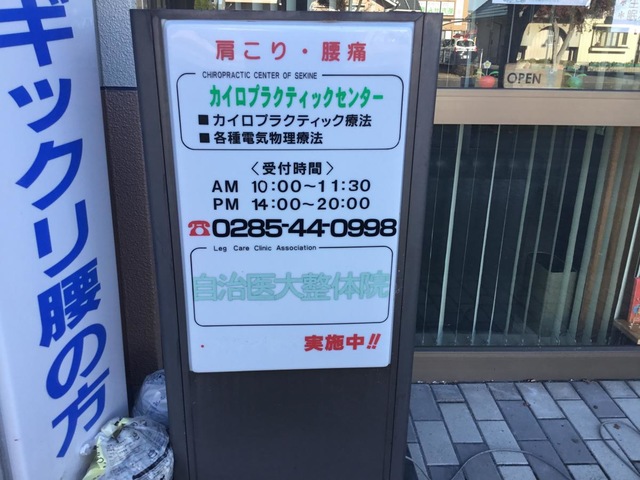 ギックリ腰の方
肩こり・腰痛
CHIROPRACTIC CENTER OF SEKINE
カイロプラクティックセンター
■カイロプラクティック療法
■各種電気物理療法
〈受付時間〉
AM 10:00～11:30
PM 14:00～20:00
☎0285-44-0998
Leg Care Clinic Association
自治医大整体院
実施中!!
OPEN